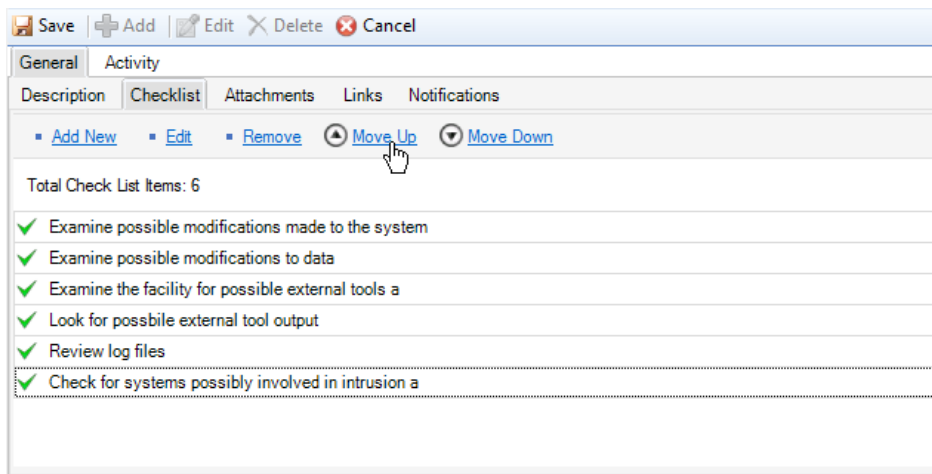 Save Add Edit Delete Cancel
General Activity
Description Checklist Attachments Links Notifications
Add New Edit Remove Move Up Move Down
Total Check List Items: 6
Examine possible modifications made to the system
Examine possible modifications to data
Examine the facility for possible external tools a
Look for possbile external tool output
Review log files
Check for systems possibly involved in intrusion a